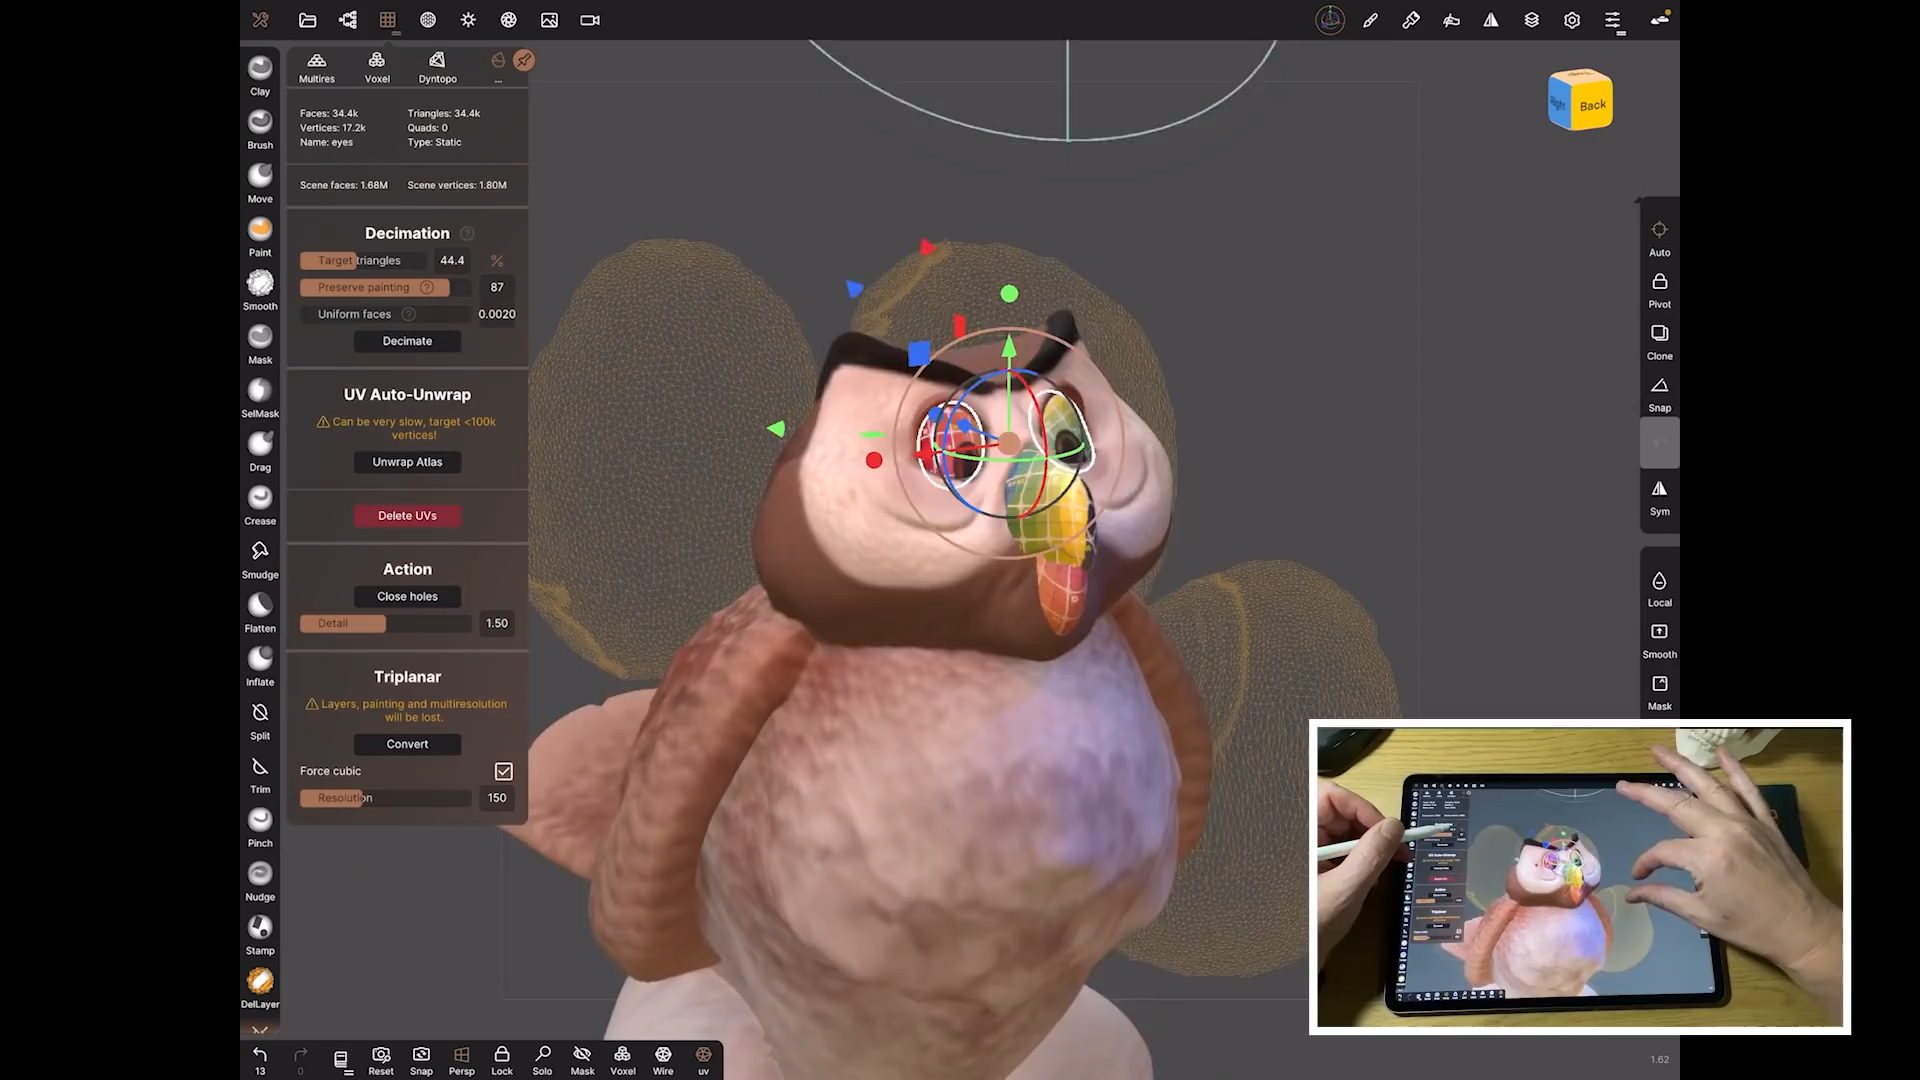 Clay
Brush
Move
Paint
Smooth
Mask
SelMask
Drag
Crease
Smudge
Flatten
Inflate
Split
Trim
Pinch
Nudge
Stamp
DelLayer
Multires
Voxel
Dyntopo
...
Faces: 34.4k
Triangles: 34.4k
Vertices: 17.2k
Quads: 0
Name: eyes
Type: Static
Scene faces: 1.68M
Scene vertices: 1.80M
Decimation ?
Target triangles 44.4 %
Preserve painting ? 87
Uniform faces ? 0.0020
Decimate
UV Auto-Unwrap
Can be very slow, target <100k
vertices!
Unwrap Atlas
Delete UVs
Action
Close holes
Detail 1.50
Triplanar
Layers, painting and multiresolution
will be lost.
Convert
Force cubic
Resolution 150
Top
Right
Back
Auto
Pivot
Clone
Snap
Sym
Local
Smooth
Mask
13
0
Reset
Snap
Persp
Lock
Solo
Mask
Voxel
Wire
uv
1.62